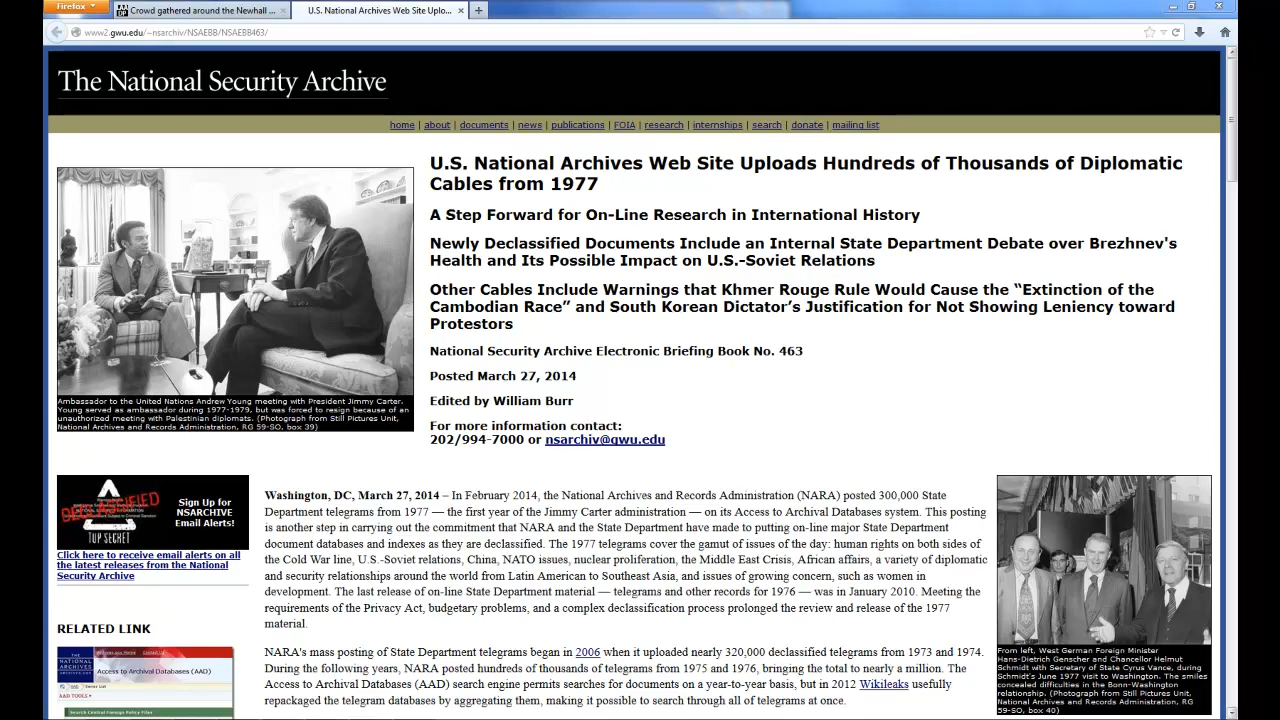 Firefox
Crowd gathered around the Newhall ...
U.S. National Archives Web Site Uplo...
www2.gwu.edu/~nsarchiv/NSAEBB/NSAEBB463/
The National Security Archive
home | about | documents | news | publications | FOIA | research | internships | search | donate | mailing list
U.S. National Archives Web Site Uploads Hundreds of Thousands of Diplomatic
Cables from 1977
A Step Forward for On-Line Research in International History
Newly Declassified Documents Include an Internal State Department Debate over Brezhnev's
Health and Its Possible Impact on U.S.-Soviet Relations
Other Cables Include Warnings that Khmer Rouge Rule Would Cause the “Extinction of the
Cambodian Race” and South Korean Dictator’s Justification for Not Showing Leniency toward
Protestors
National Security Archive Electronic Briefing Book No. 463
Posted March 27, 2014
Edited by William Burr
For more information contact:
202/994-7000 or nsarchiv@gwu.edu
Ambassador to the United Nations Andrew Young meeting with President Jimmy Carter.
Young served as ambassador during 1977-1979, but was forced to resign because of an
unauthorized meeting with Palestinian diplomats. (Photograph from Still Pictures Unit,
National Archives and Records Administration, RG 59-SO, box 39)
DECLASSIFIED
TOP SECRET
Sign Up for
NSARCHIVE
Email Alerts!
Click here to receive email alerts on all
the latest releases from the National
Security Archive
RELATED LINK
THE
NATIONAL
ARCHIVES
Access to Archival Databases (AAD)
AAD TOOLS
Search Central Foreign Policy Files
Washington, DC, March 27, 2014 – In February 2014, the National Archives and Records Administration (NARA) posted 300,000 State
Department telegrams from 1977 — the first year of the Jimmy Carter administration — on its Access to Archival Databases system. This posting
is another step in carrying out the commitment that NARA and the State Department have made to putting on-line major State Department
document databases and indexes as they are declassified. The 1977 telegrams cover the gamut of issues of the day: human rights on both sides of
the Cold War line, U.S.-Soviet relations, China, NATO issues, nuclear proliferation, the Middle East Crisis, African affairs, a variety of diplomatic
and security relationships around the world from Latin American to Southeast Asia, and issues of growing concern, such as women in
development. The last release of on-line State Department material — telegrams and other records for 1976 — was in January 2010. Meeting the
requirements of the Privacy Act, budgetary problems, and a complex declassification process prolonged the review and release of the 1977
material.
NARA's mass posting of State Department telegrams began in 2006 when it uploaded nearly 320,000 declassified telegrams from 1973 and 1974.
During the following years, NARA posted hundreds of thousands of telegrams from 1975 and 1976, bringing the total to nearly a million. The
Access to Archival Databases (AAD) search engine permits searches for documents on a year-to-year basis, but in 2012 Wikileaks usefully
repackaged the telegram databases by aggregating them, making it possible to search through all of telegrams at once.
From left, West German Foreign Minister
Hans-Dietrich Genscher and Chancellor Helmut
Schmidt with Secretary of State Cyrus Vance, during
Schmidt's June 1977 visit to Washington. The smiles
concealed difficulties in the Bonn-Washington
relationship. (Photograph from Still Pictures Unit,
National Archives and Records Administration, RG
59-SO, box 40)